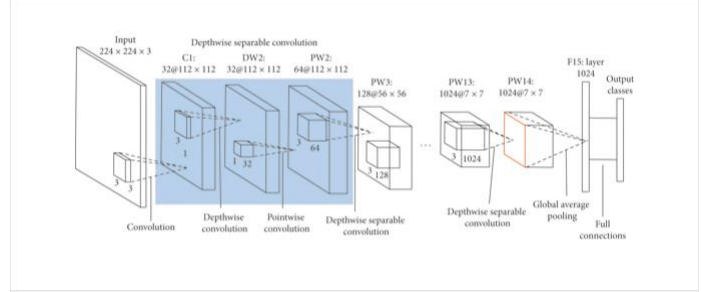 Input
224 × 224 × 3
Depthwise separable convolution
C1:
32@112 × 112
DW2:
32@112 × 112
PW2:
64@112 × 112
PW3:
128@56 × 56
PW13:
1024@7 × 7
PW14:
1024@7 × 7
F15: layer
1024
Output
classes
3
3
3
1
1
32
3
64
3
128
...
3
1024
Convolution
Depthwise
convolution
Pointwise
convolution
Depthwise separable
convolution
Depthwise separable
convolution
Global average
pooling
Full
connections